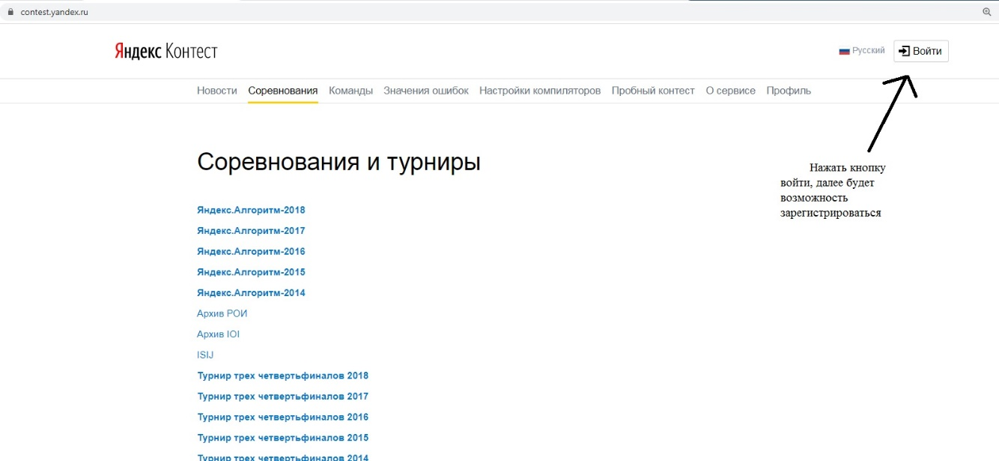 contest.yandex.ru
Яндекс Контест
Русский
Войти
Новости Соревнования Команды Значения ошибок Настройки компиляторов Пробный контест О сервисе Профиль
Соревнования и турниры
Нажать кнопку
войти, далее будет
возможность
зарегистрироваться
Яндекс.Алгоритм-2018
Яндекс.Алгоритм-2017
Яндекс.Алгоритм-2016
Яндекс.Алгоритм-2015
Яндекс.Алгоритм-2014
Архив РОИ
Архив IOI
ISIJ
Турнир трех четвертьфиналов 2018
Турнир трех четвертьфиналов 2017
Турнир трех четвертьфиналов 2016
Турнир трех четвертьфиналов 2015
Турнир трех четвертьфиналов 2014